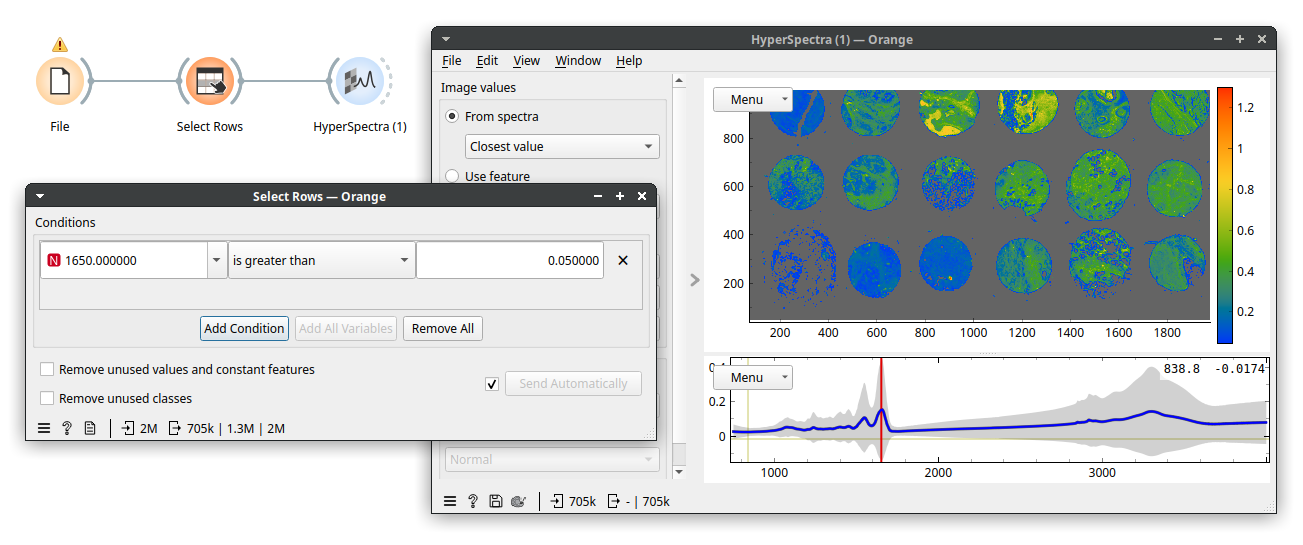 File
Select Rows
HyperSpectra (1)
HyperSpectra (1) — Orange
File Edit View Window Help
Image values
From spectra
Closest value
Use feature
Menu
800
600
400
200
200 400 600 800 1000 1200 1400 1600 1800
1.2
1
0.8
0.6
0.4
0.2
Menu
838.8 -0.0174
0.2
0
1000 2000 3000
Normal
705k - | 705k
Select Rows — Orange
Conditions
N 1650.000000 is greater than 0.050000
Add Condition Add All Variables Remove All
Remove unused values and constant features
Remove unused classes
Send Automatically
2M 705k | 1.3M | 2M